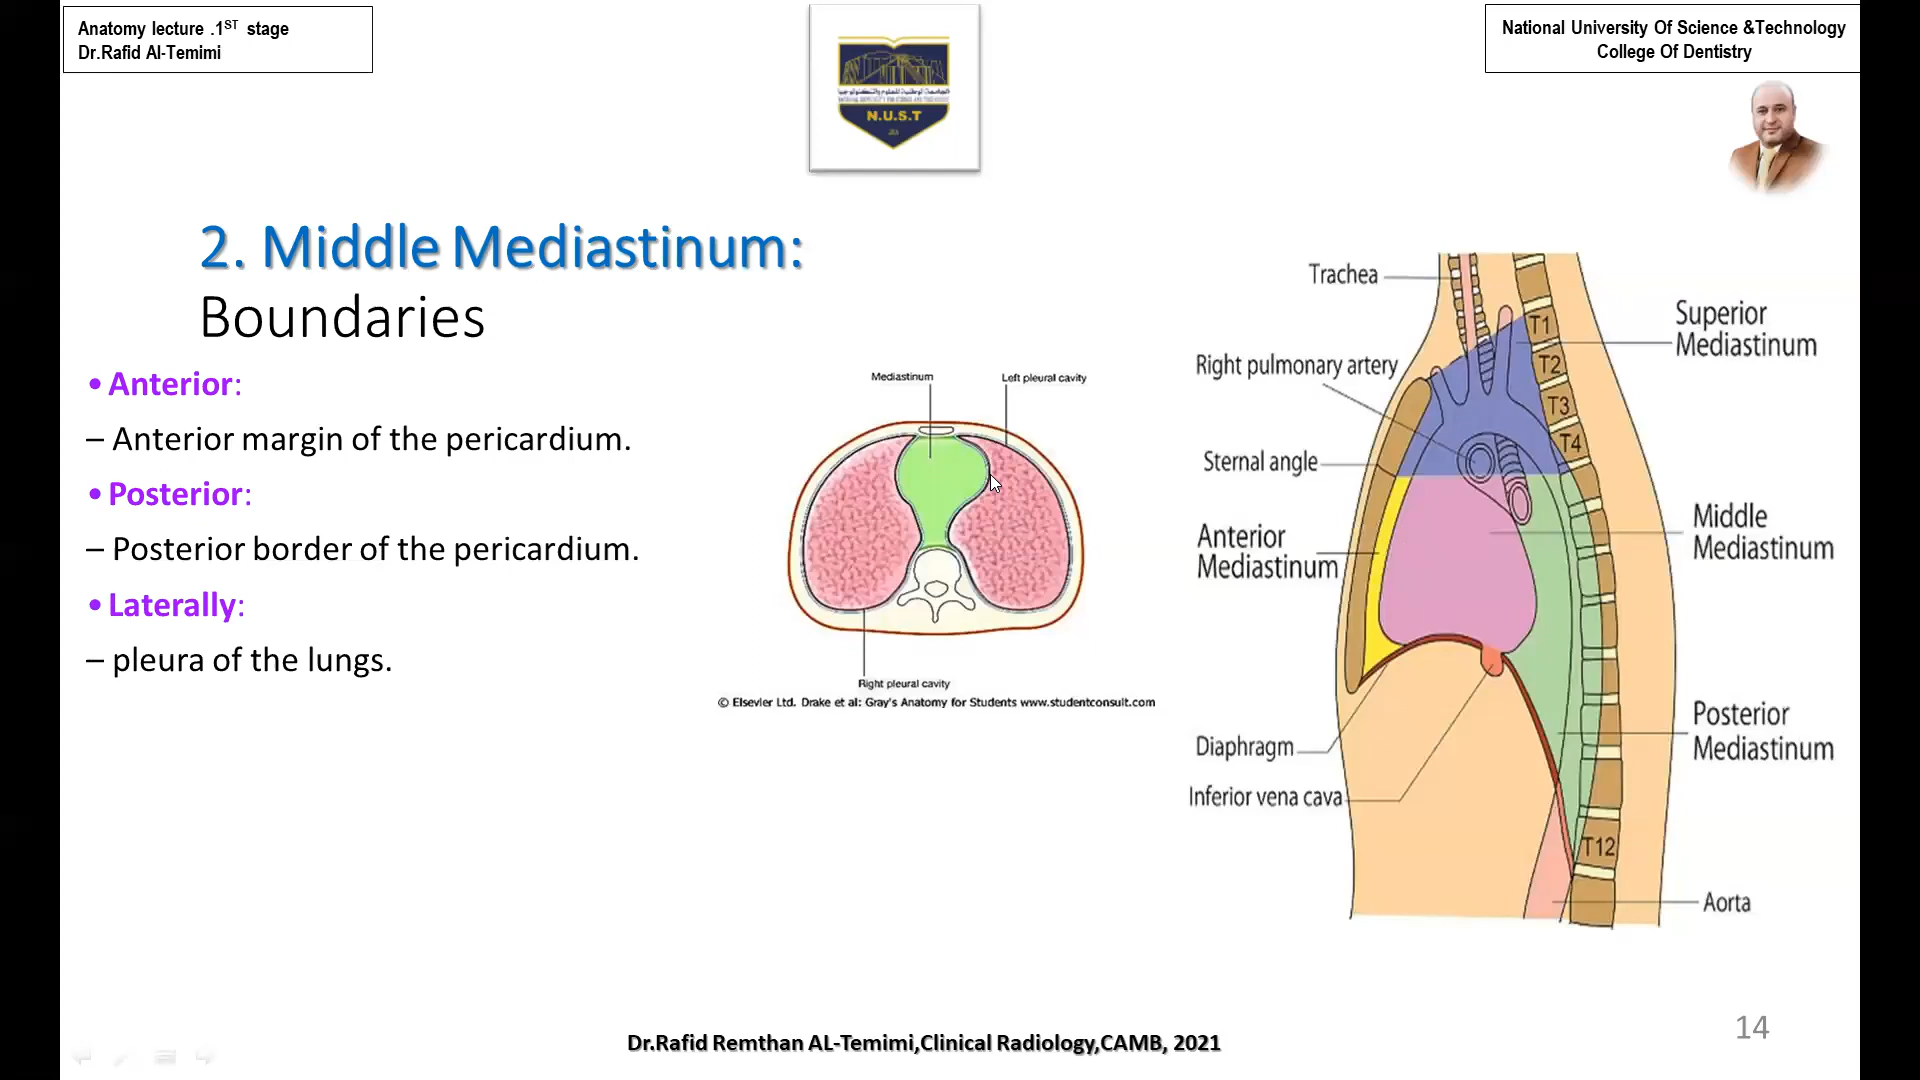 Anatomy lecture .1ST stage
Dr.Rafid Al-Temimi
National University Of Science &Technology
College Of Dentistry
N.U.S.T
2. Middle Mediastinum:
Boundaries
• Anterior:
– Anterior margin of the pericardium.
• Posterior:
– Posterior border of the pericardium.
• Laterally:
– pleura of the lungs.
Mediastinum
Left pleural cavity
Right pleural cavity
© Elsevier Ltd. Drake et al: Gray's Anatomy for Students www.studentconsult.com
Trachea
Right pulmonary artery
Sternal angle
Anterior
Mediastinum
Diaphragm
Inferior vena cava
T1
T2
T3
T4
T12
Superior
Mediastinum
Middle
Mediastinum
Posterior
Mediastinum
Aorta
Dr.Rafid Remthan AL-Temimi,Clinical Radiology,CAMB, 2021
14